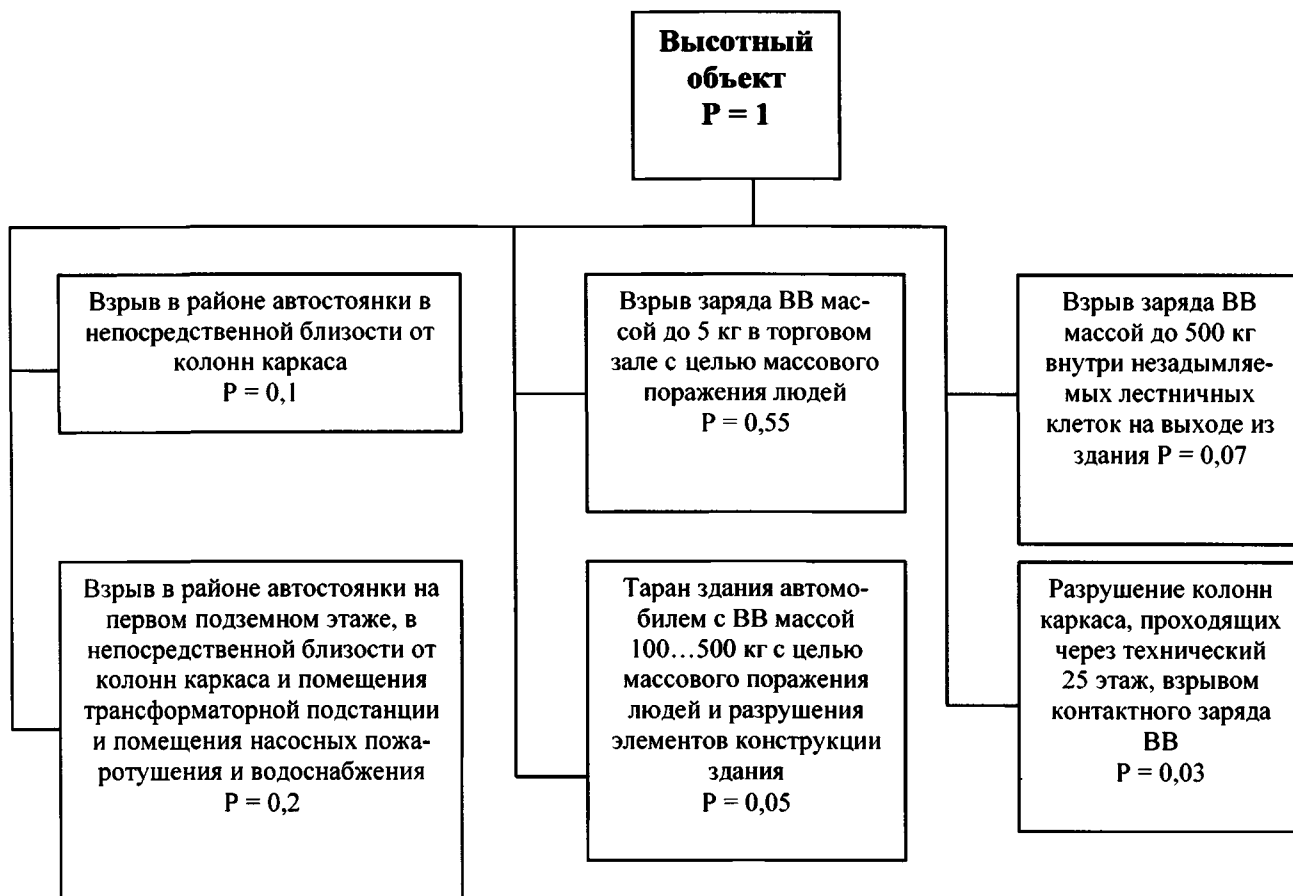 Высотный
объект
P = 1
Взрыв в районе автостоянки в
непосредственной близости от
колонн каркаса
P = 0,1
Взрыв заряда ВВ мас-
сой до 5 кг в торговом
зале с целью массового
поражения людей
P = 0,55
Взрыв заряда ВВ
массой до 500 кг
внутри незадымляе-
мых лестничных
клеток на выходе из
здания P = 0,07
Взрыв в районе автостоянки на
первом подземном этаже, в
непосредственной близости от
колонн каркаса и помещения
трансформаторной подстанции
и помещения насосных пожа-
ротушения и водоснабжения
P = 0,2
Таран здания автомо-
билем с ВВ массой
100...500 кг с целью
массового поражения
людей и разрушения
элементов конструкции
здания
P = 0,05
Разрушение колонн
каркаса, проходящих
через технический
25 этаж, взрывом
контактного заряда
ВВ
P = 0,03